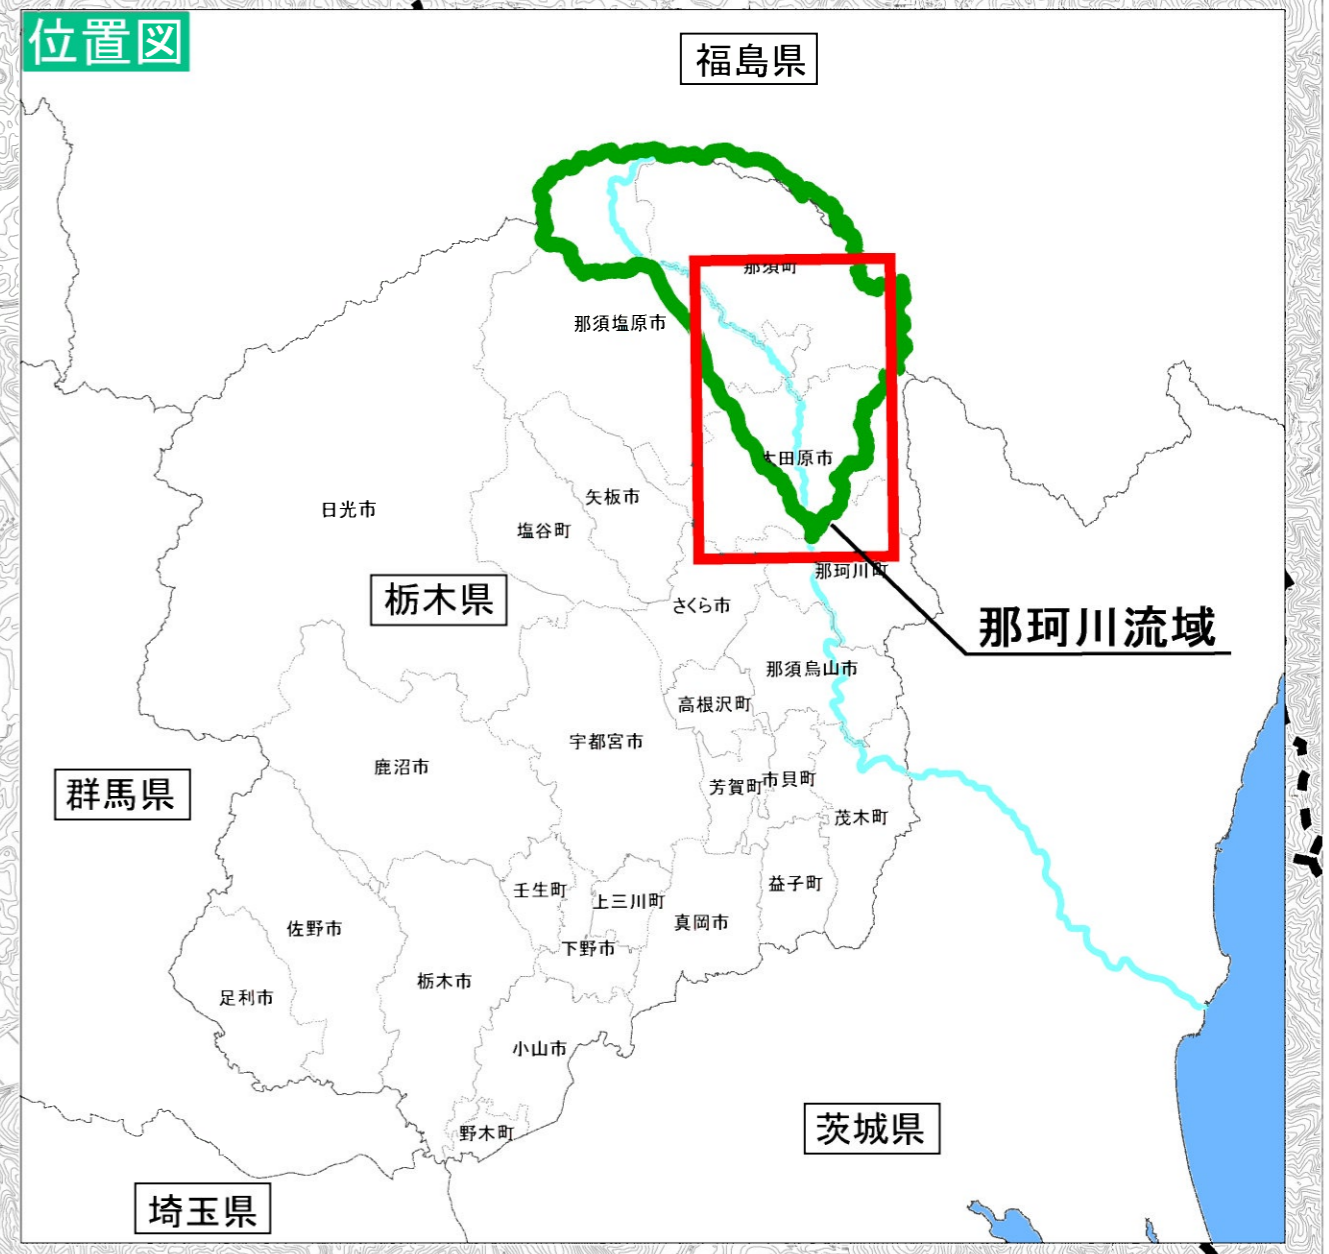 位置図
福島県
那須町
那須塩原市
大田原市
矢板市
日光市
塩谷町
那珂川町
栃木県
さくら市
那珂川流域
那須烏山市
高根沢町
宇都宮市
鹿沼市
市貝町
芳賀町
群馬県
茂木町
益子町
壬生町
上三川町
真岡市
佐野市
下野市
栃木市
足利市
小山市
茨城県
野木町
埼玉県